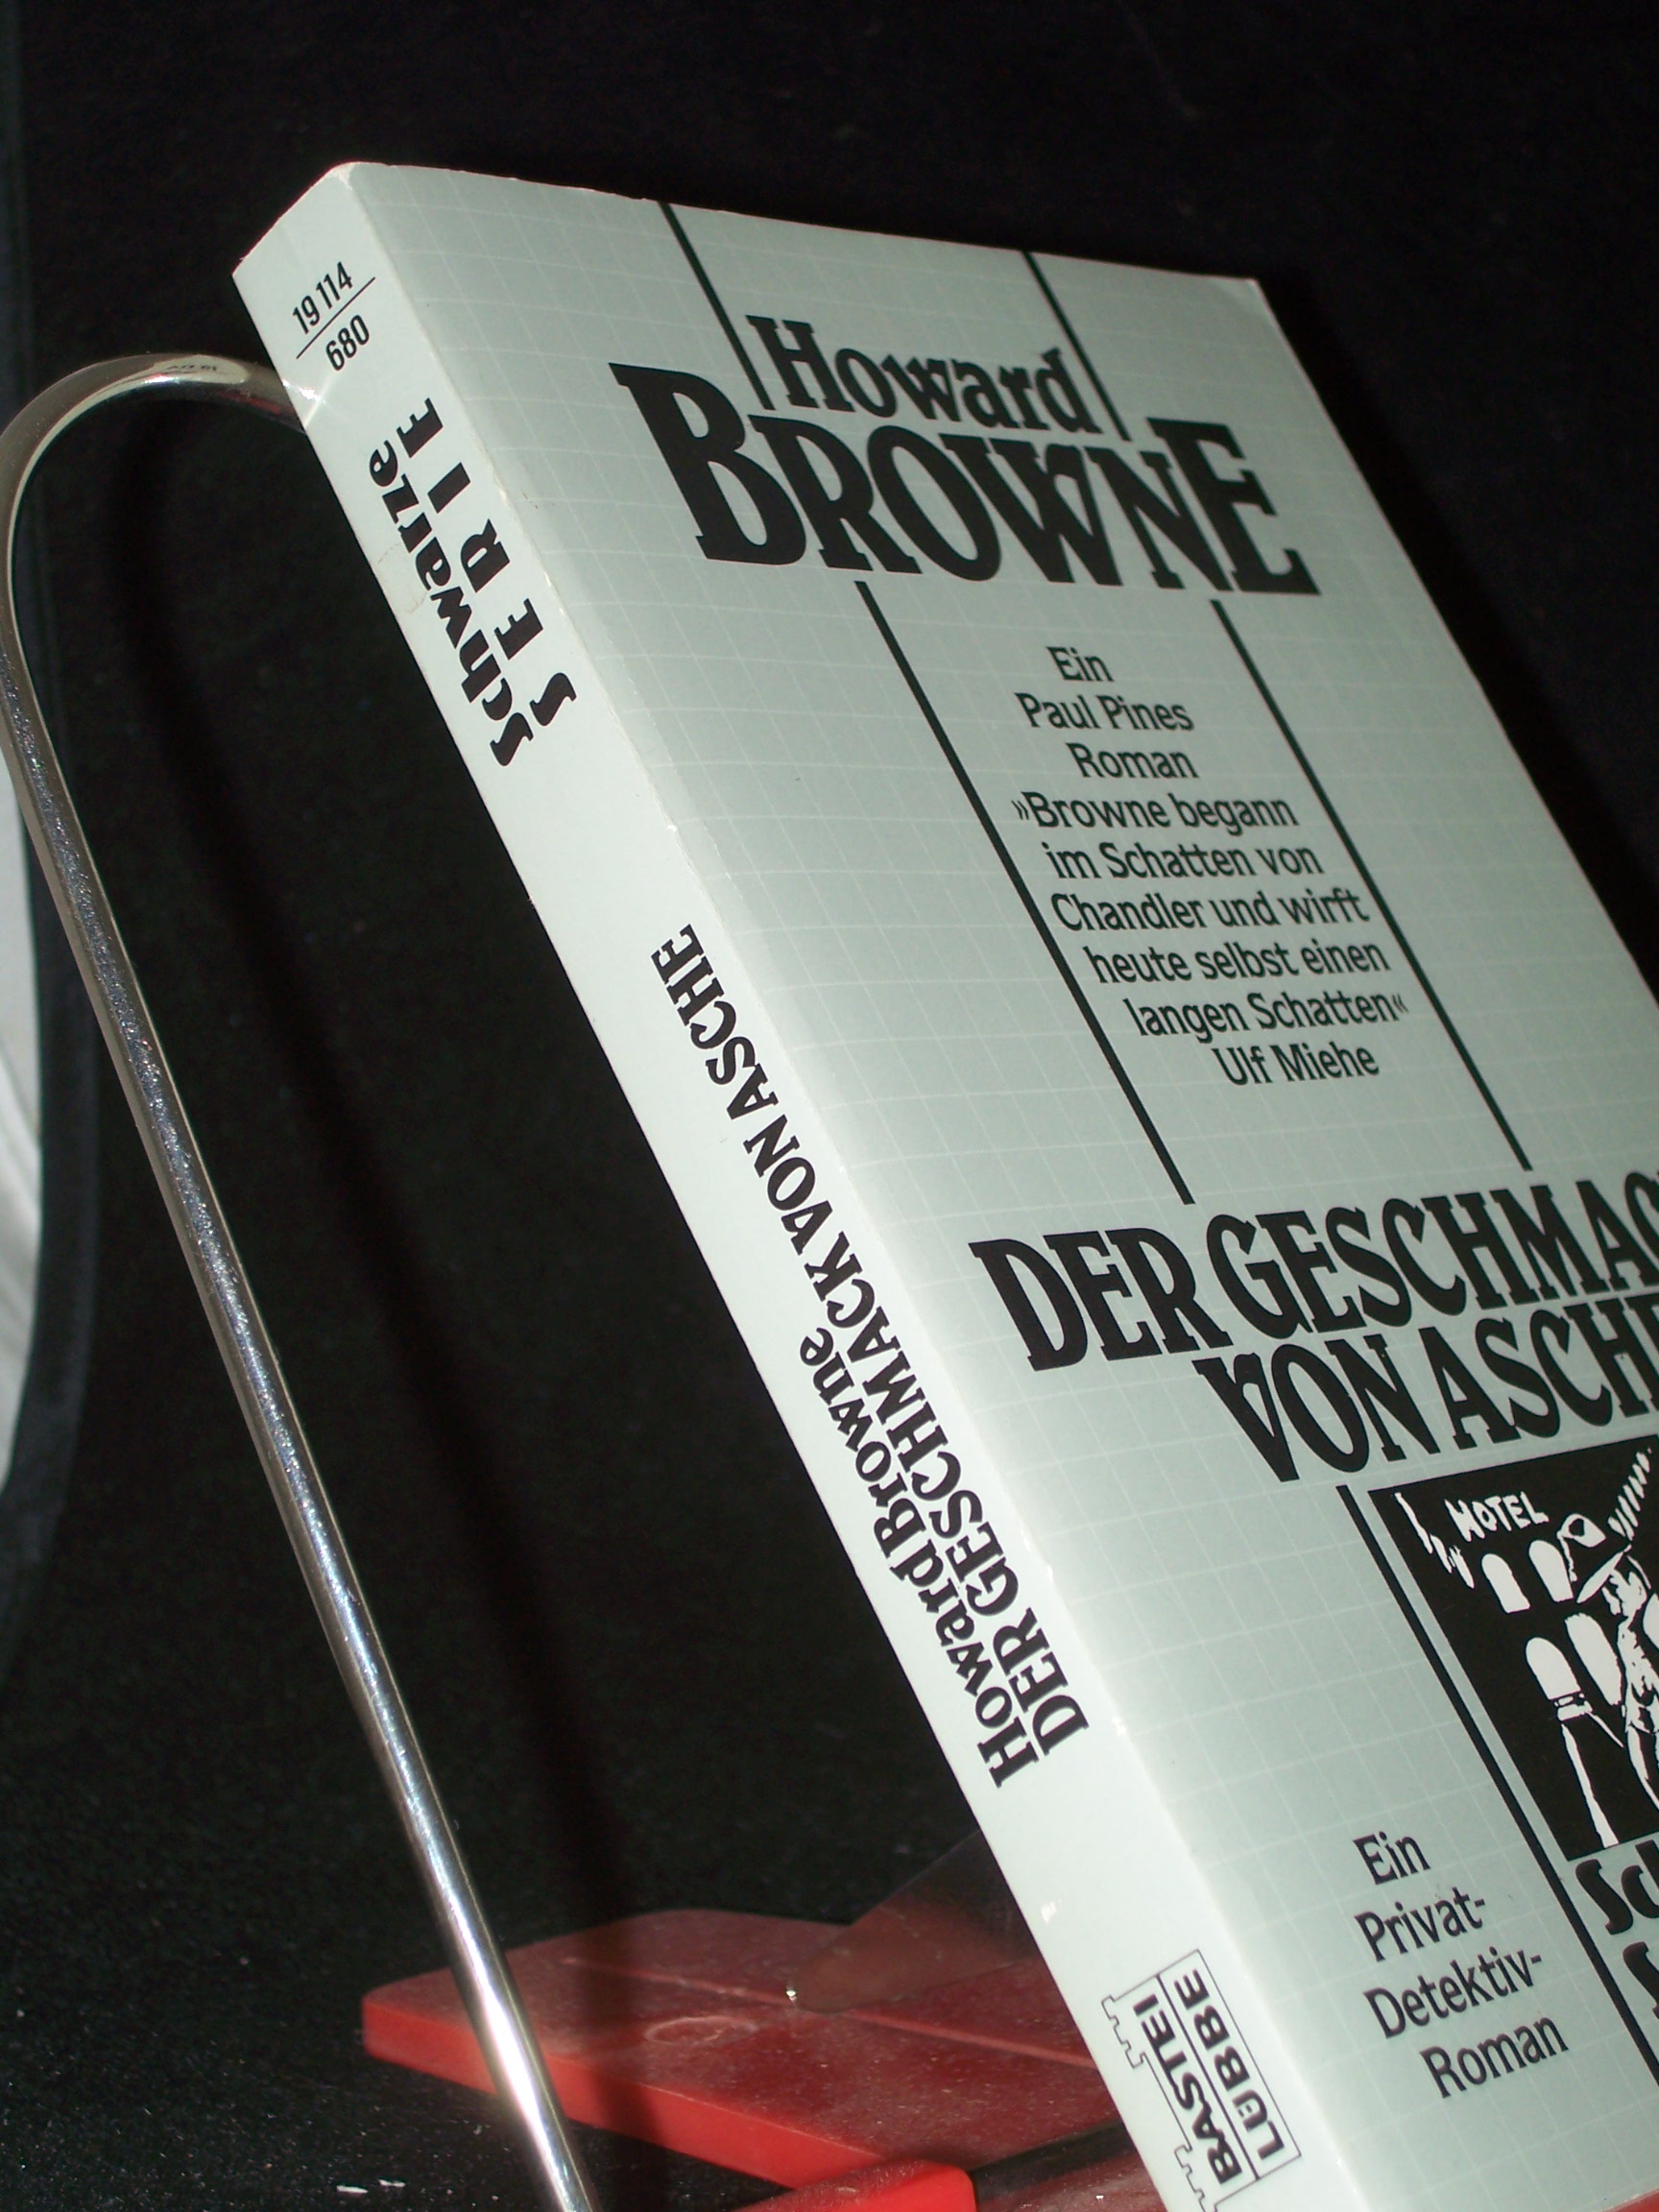 19 114
680
Schwarze
SERIE
Howard Browne
DER GESCHMACK VON ASCHE
BASTEI
LÜBBE
Howard
BROWNE
Ein
Paul Pines
Roman
»Browne begann
im Schatten von
Chandler und wirft
heute selbst einen
langen Schatten«
Ulf Miehe
DER GESCHMAC
VON ASCHE
HOTEL
Ein
Privat-
Detektiv-
Roman
Sch
S